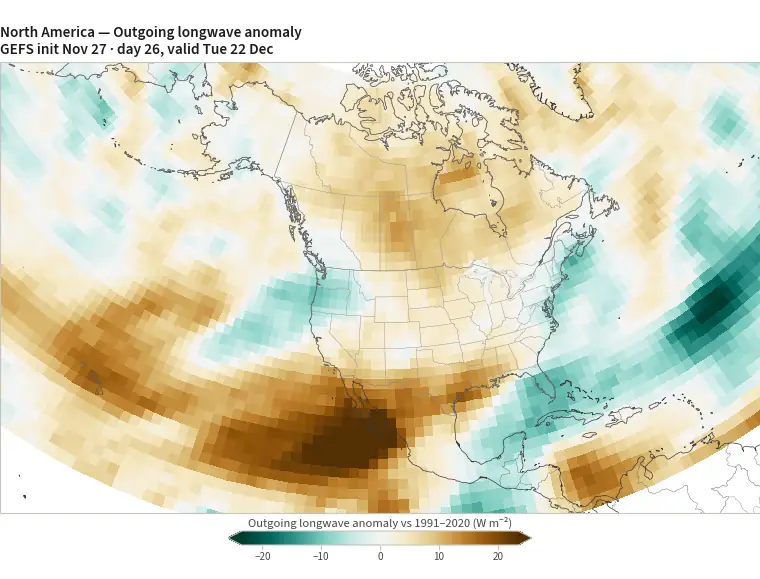 North America — Outgoing longwave anomaly
GEFS init Nov 27 · day 26, valid Tue 22 Dec
Outgoing longwave anomaly vs 1991–2020 (W m⁻²)
−20 −10 0 10 20